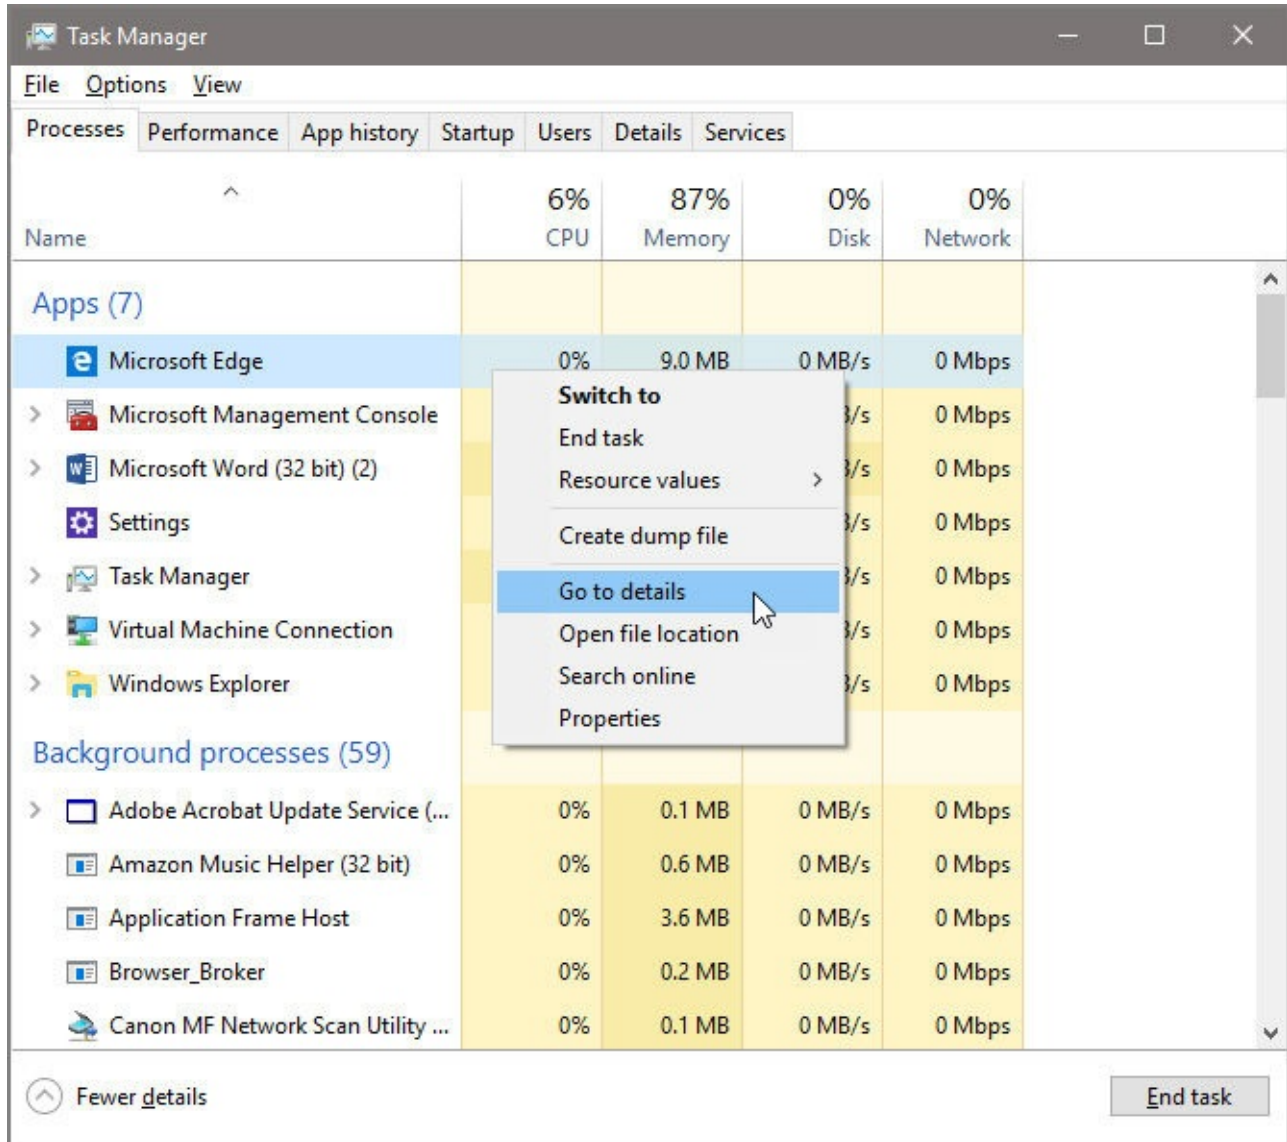 Task Manager
File Options View
Processes Performance App history Startup Users Details Services
6% 87% 0% 0%
Name CPU Memory Disk Network
Apps (7)
Microsoft Edge 0% 9.0 MB 0 MB/s 0 Mbps
Switch to
Microsoft Management Console /s 0 Mbps
End task
Microsoft Word (32 bit) (2) /s 0 Mbps
Resource values
Settings /s 0 Mbps
Create dump file
Task Manager /s 0 Mbps
Go to details
Virtual Machine Connection /s 0 Mbps
Open file location
Windows Explorer /s 0 Mbps
Search online
Properties
Background processes (59)
Adobe Acrobat Update Service (... 0% 0.1 MB 0 MB/s 0 Mbps
Amazon Music Helper (32 bit) 0% 0.6 MB 0 MB/s 0 Mbps
Application Frame Host 0% 3.6 MB 0 MB/s 0 Mbps
Browser_Broker 0% 0.2 MB 0 MB/s 0 Mbps
Canon MF Network Scan Utility ... 0% 0.1 MB 0 MB/s 0 Mbps
Fewer details End task